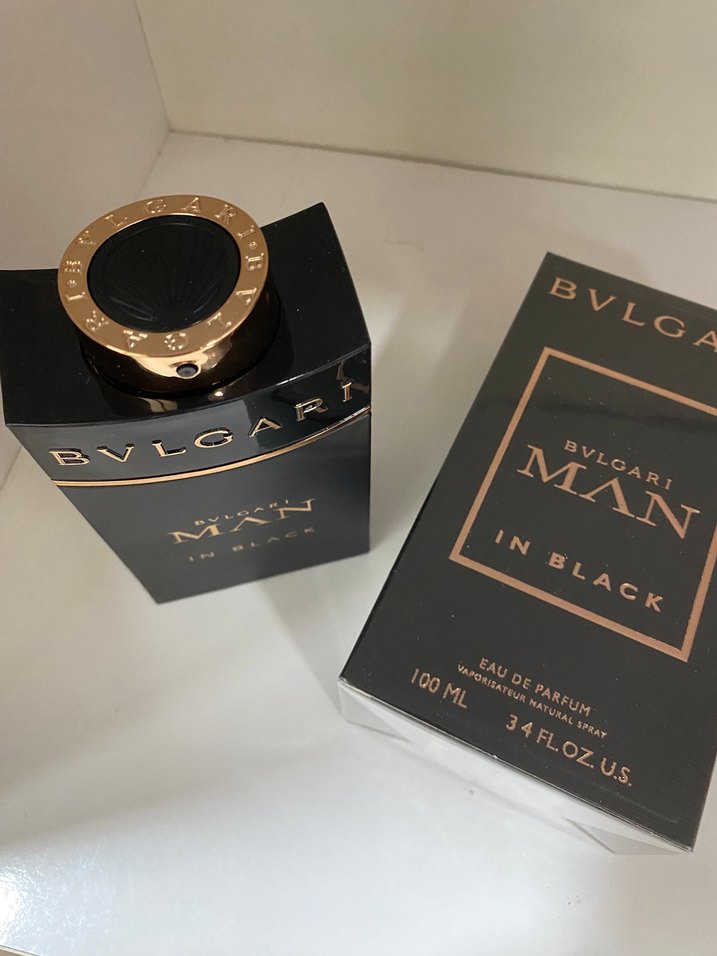 BVLGARI•BVLGARI•
BVLGARI
BVLGARI
MAN
IN BLACK
BVLGA
BVLGARI
MAN
IN BLACK
EAU DE PARFUM
VAPORISATEUR NATURAL SPRAY
100 ML 3.4 FL.OZ. U.S.